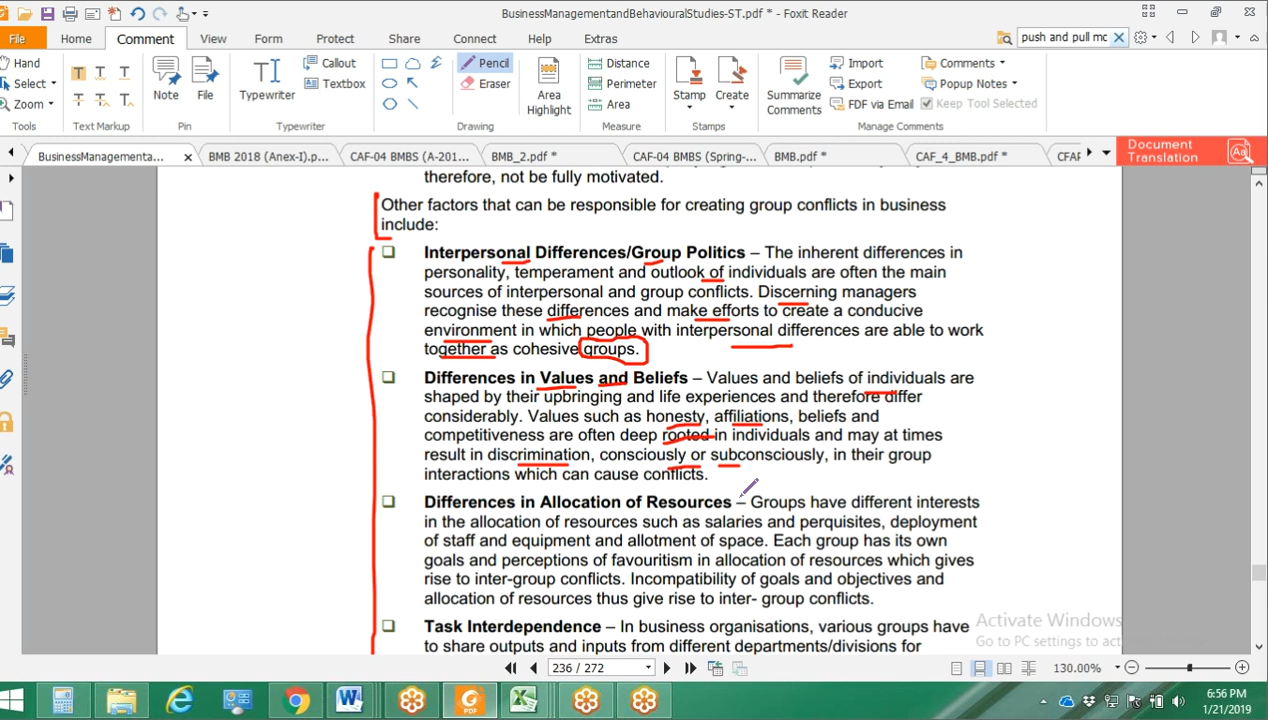 BusinessManagementandBehaviouralStudies-ST.pdf * - Foxit Reader
File Home Comment View Form Protect Share Connect Help Extras push and pull mc
Hand
Select
Zoom
Tools
Text Markup
Note
File
Pin
Typewriter
Callout
Textbox
Typewriter
Pencil
Eraser
Area Highlight
Drawing
Distance
Perimeter
Area
Measure
Stamp
Create
Stamps
Summarize Comments
Import
Export
FDF via Email
Comments
Popup Notes
Keep Tool Selected
Manage Comments
BusinessManagementa... BMB 2018 (Anex-I).p... CAF-04 BMBS (A-201... BMB_2.pdf * CAF-04 BMBS (Spring-... BMB.pdf * CAF_4_BMB.pdf * CFAF
Document Translation
therefore, not be fully motivated.
Other factors that can be responsible for creating group conflicts in business
include:
Interpersonal Differences/Group Politics – The inherent differences in
personality, temperament and outlook of individuals are often the main
sources of interpersonal and group conflicts. Discerning managers
recognise these differences and make efforts to create a conducive
environment in which people with interpersonal differences are able to work
together as cohesive groups.
Differences in Values and Beliefs – Values and beliefs of individuals are
shaped by their upbringing and life experiences and therefore differ
considerably. Values such as honesty, affiliations, beliefs and
competitiveness are often deep rooted in individuals and may at times
result in discrimination, consciously or subconsciously, in their group
interactions which can cause conflicts.
Differences in Allocation of Resources – Groups have different interests
in the allocation of resources such as salaries and perquisites, deployment
of staff and equipment and allotment of space. Each group has its own
goals and perceptions of favouritism in allocation of resources which gives
rise to inter-group conflicts. Incompatibility of goals and objectives and
allocation of resources thus give rise to inter- group conflicts.
Task Interdependence – In business organisations, various groups have
to share outputs and inputs from different departments/divisions for
Activate Windows
Go to PC settings to act
236 / 272
130.00%
6:56 PM
1/21/2019